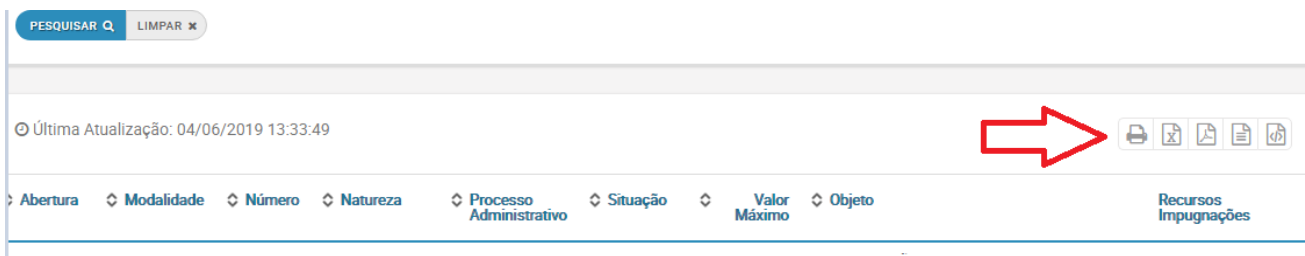 PESQUISAR LIMPAR
Última Atualização: 04/06/2019 13:33:49
Abertura Modalidade Número Natureza Processo Situação Valor Objeto Recursos
Administrativo Máximo Impugnações